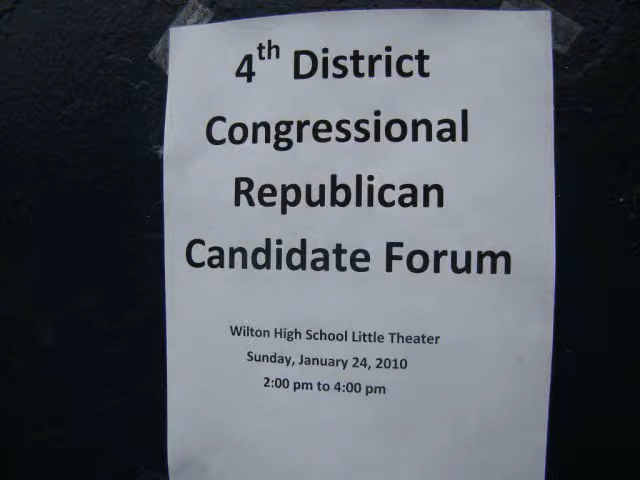 4th District
Congressional
Republican
Candidate Forum
Wilton High School Little Theater
Sunday, January 24, 2010
2:00 pm to 4:00 pm